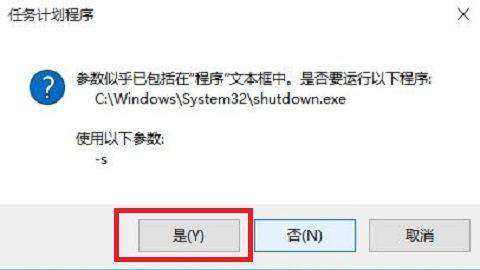 任务计划程序
参数似乎已包括在“程序”文本框中。是否要运行以下程序:
C:\Windows\System32\shutdown.exe
使用以下参数:
-s
是(Y)
否(N)
取消